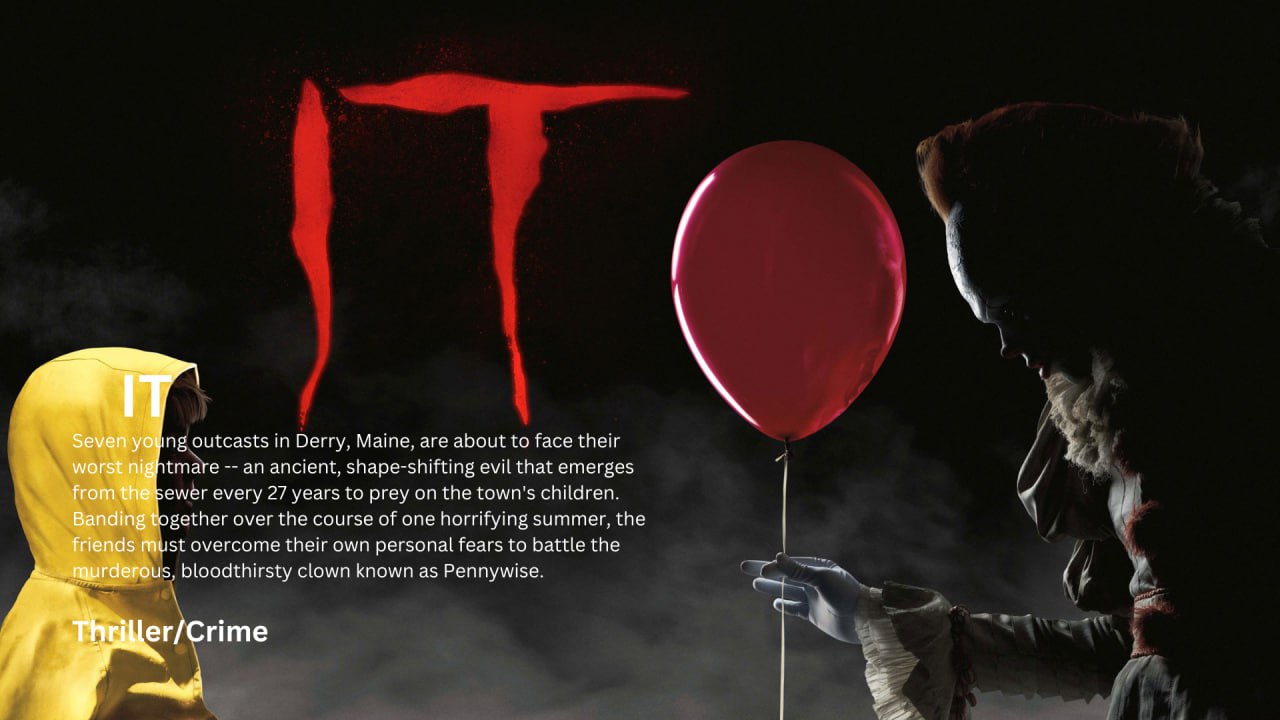 IT
IT
Seven young outcasts in Derry, Maine, are about to face their
worst nightmare -- an ancient, shape-shifting evil that emerges
from the sewer every 27 years to prey on the town's children.
Banding together over the course of one horrifying summer, the
friends must overcome their own personal fears to battle the
murderous, bloodthirsty clown known as Pennywise.
Thriller/Crime